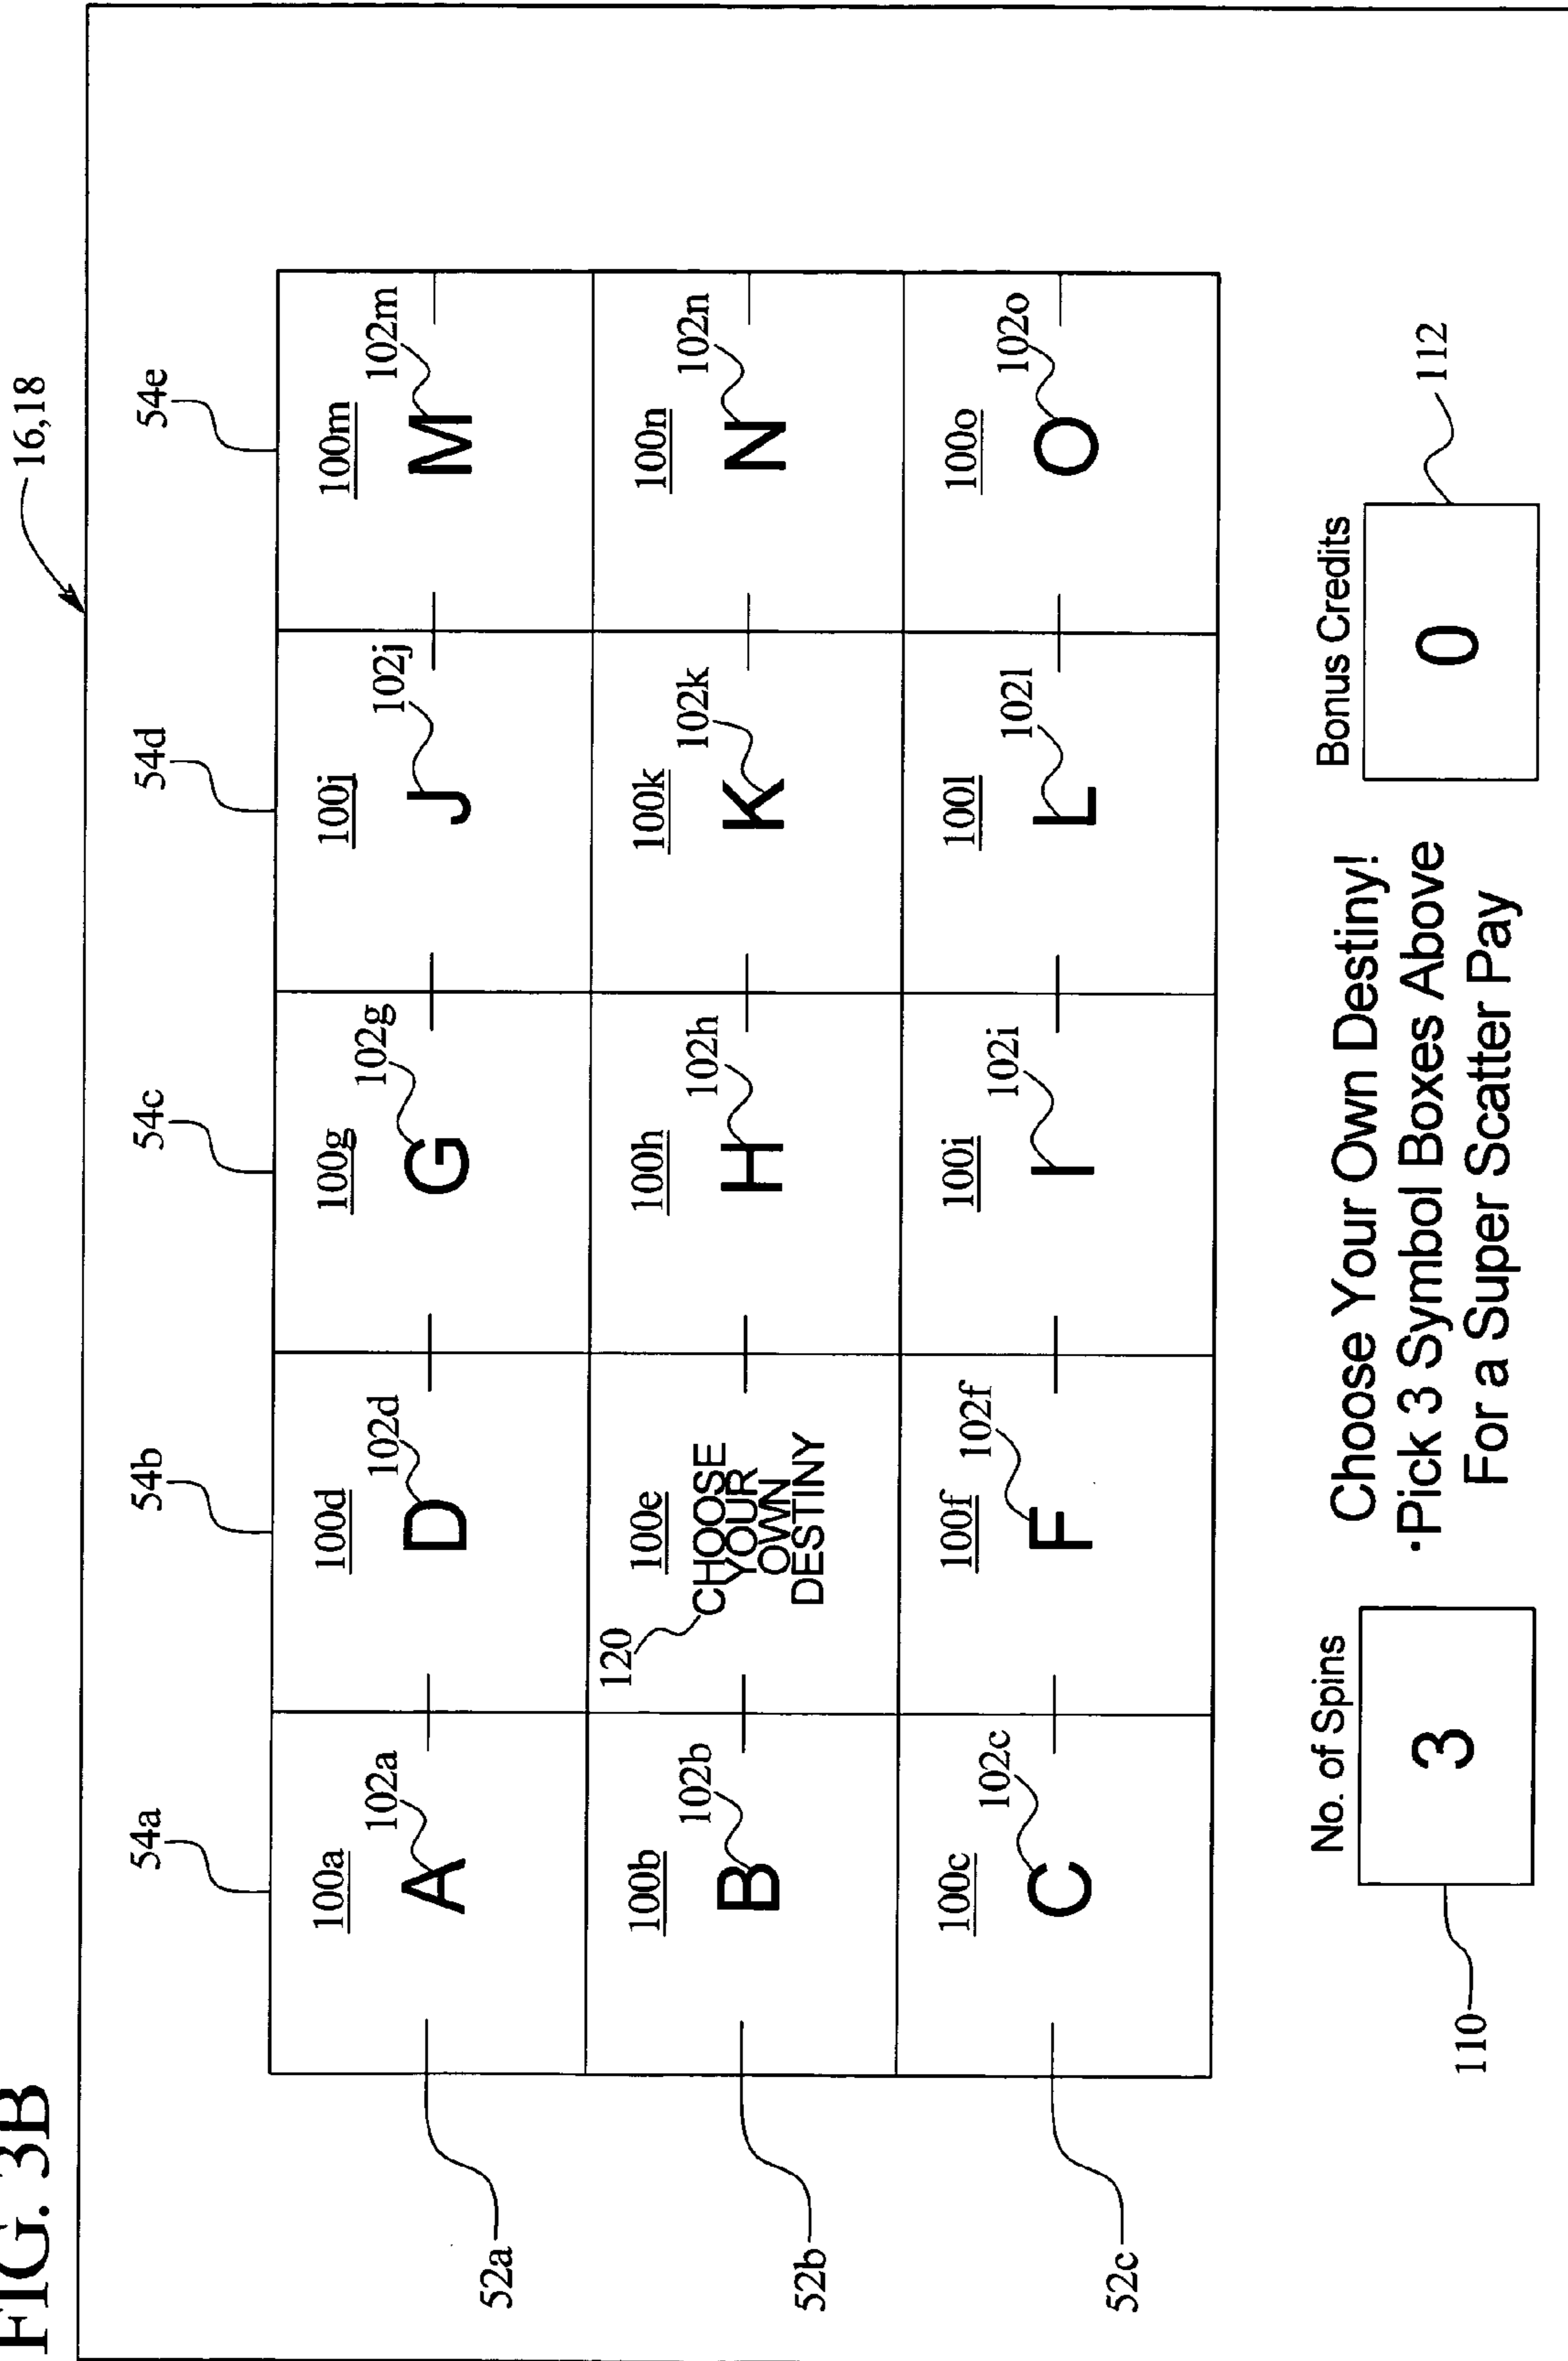 FIG. 3B
16,18
54a 54b 54c 54d 54e
100a 100d 100g 100j 100m
A 102a D 102d G 102g J 102j M 102m
52a
100b 100e 100h 100k 100n
120
B 102b CHOOSE YOUR OWN DESTINY H 102h K 102k N 102n
52b
100c 100f 100i 100l 100o
C 102c F 102f I 102i L 102l O 102o
52c
No. of Spins
3
110
Choose Your Own Destiny!
•Pick 3 Symbol Boxes Above
For a Super Scatter Pay
Bonus Credits
0
112